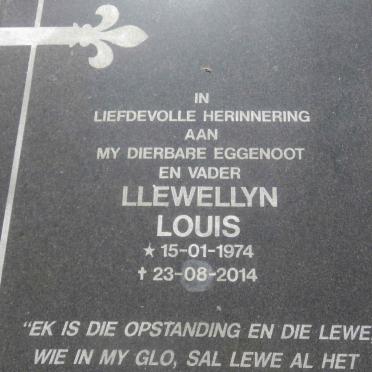 IN
LIEFDEVOLLE HERINNERING
AAN
MY DIERBARE EGGENOOT
EN VADER
LLEWELLYN
LOUIS
★ 15-01-1974
✝ 23-08-2014
"EK IS DIE OPSTANDING EN DIE LEWE,
WIE IN MY GLO, SAL LEWE AL HET